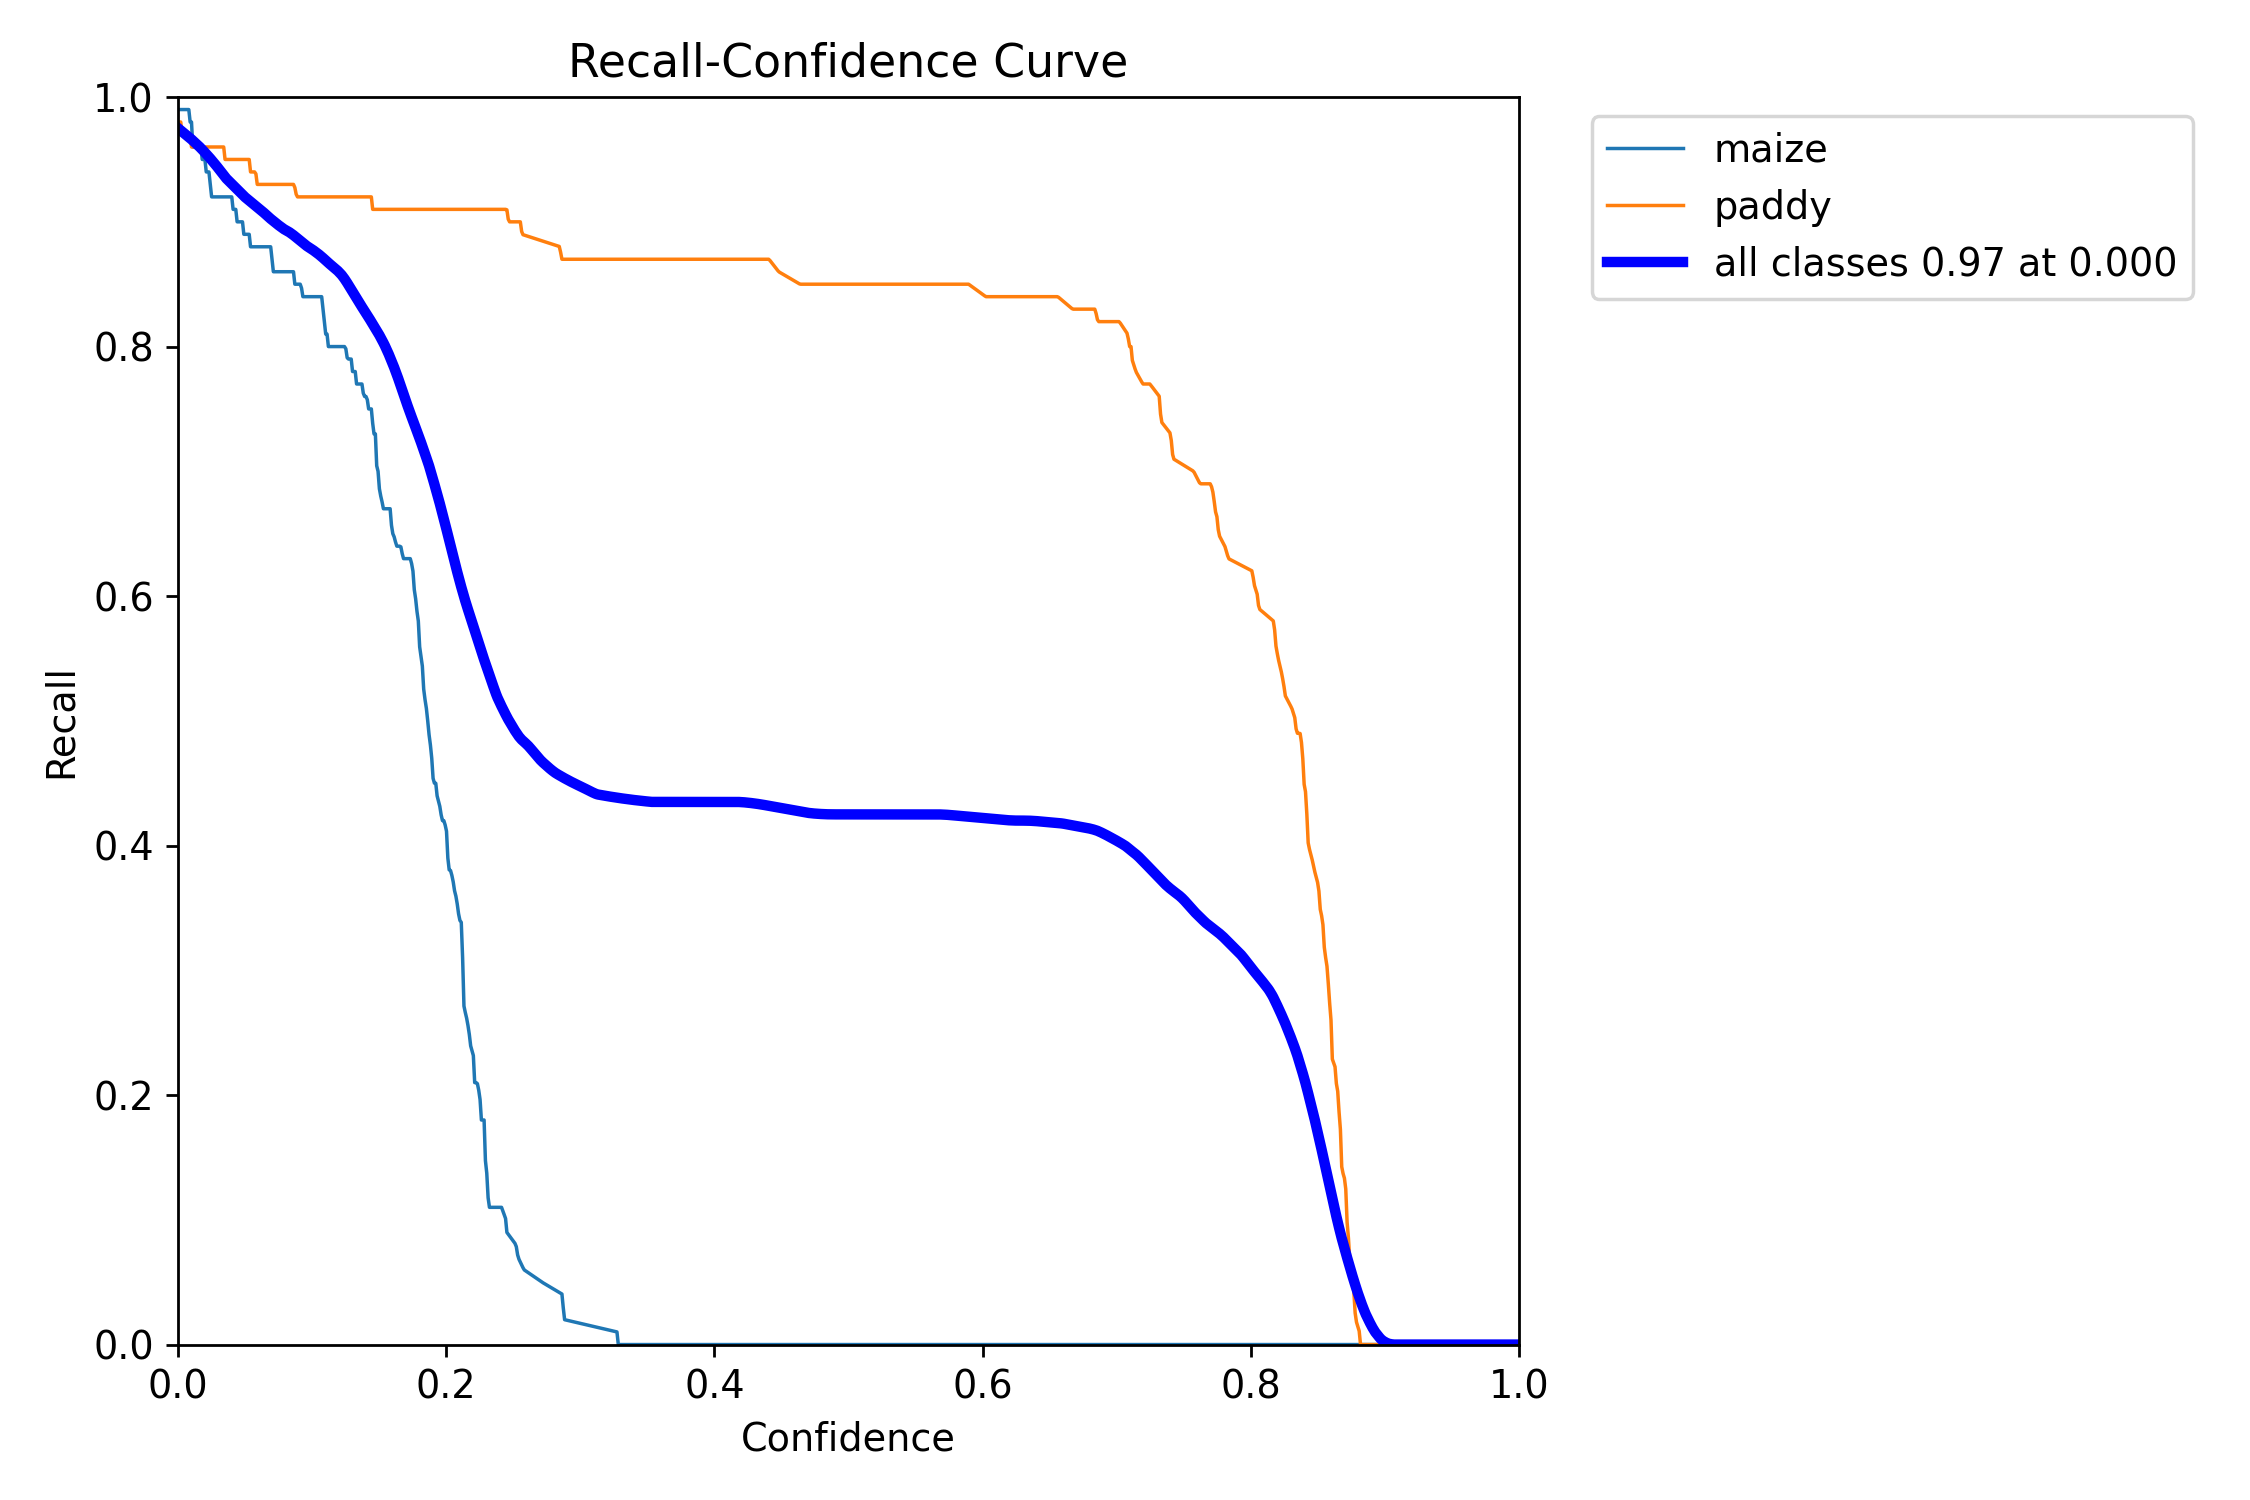 Recall-Confidence Curve
1.0
0.8
0.6
0.4
0.2
0.0
Recall
0.0 0.2 0.4 0.6 0.8 1.0
Confidence
maize
paddy
all classes 0.97 at 0.000